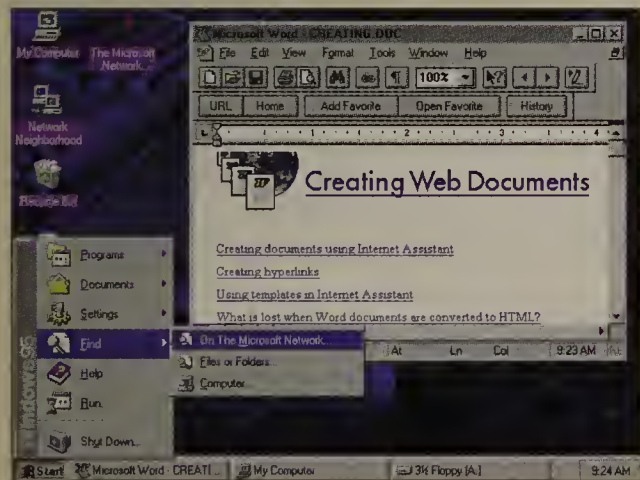 My Computer
The Microsoft
Network
Network
Neighborhood
Recycle Bin
Microsoft Word - CREATING.DOC
File Edit View Format Tools Window Help
100%
URL Home Add Favorite Open Favorite History
1 2 3 4
Creating Web Documents
Creating documents using Internet Assistant
Creating hyperlinks
Using templates in Internet Assistant
What is lost when Word documents are converted to HTML?
At Ln Col 9:23 AM
Programs
Documents
Settings
Find
Help
Run...
Shut Down...
On The Microsoft Network...
Files or Folders...
Computer...
Windows 95
Start Microsoft Word - CREATI... My Computer 3½ Floppy (A:) 9:24 AM